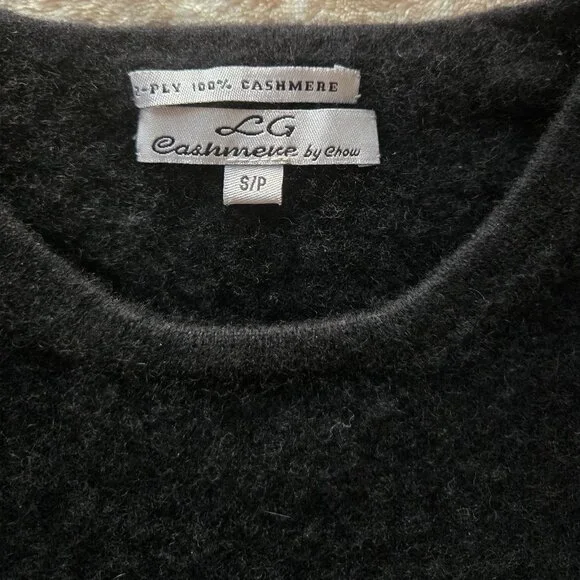 2-PLY 100% CASHMERE
LG
Cashmere by Chow
S/P